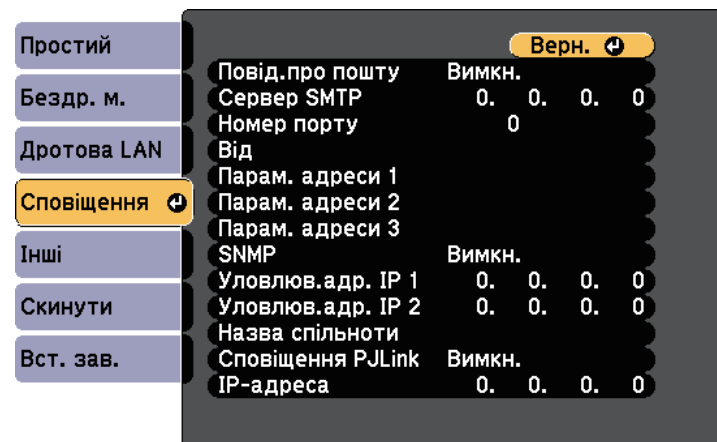 Простий
Бездр. м.
Дротова LAN
Сповіщення
Інші
Скинути
Вст. зав.
Верн.
Повід.про пошту Вимкн.
Сервер SMTP 0. 0. 0. 0
Номер порту 0
Від
Парам. адреси 1
Парам. адреси 2
Парам. адреси 3
SNMP Вимкн.
Уловлюв.адр. IP 1 0. 0. 0. 0
Уловлюв.адр. IP 2 0. 0. 0. 0
Назва спільноти
Сповіщення PJLink Вимкн.
IP-адреса 0. 0. 0. 0